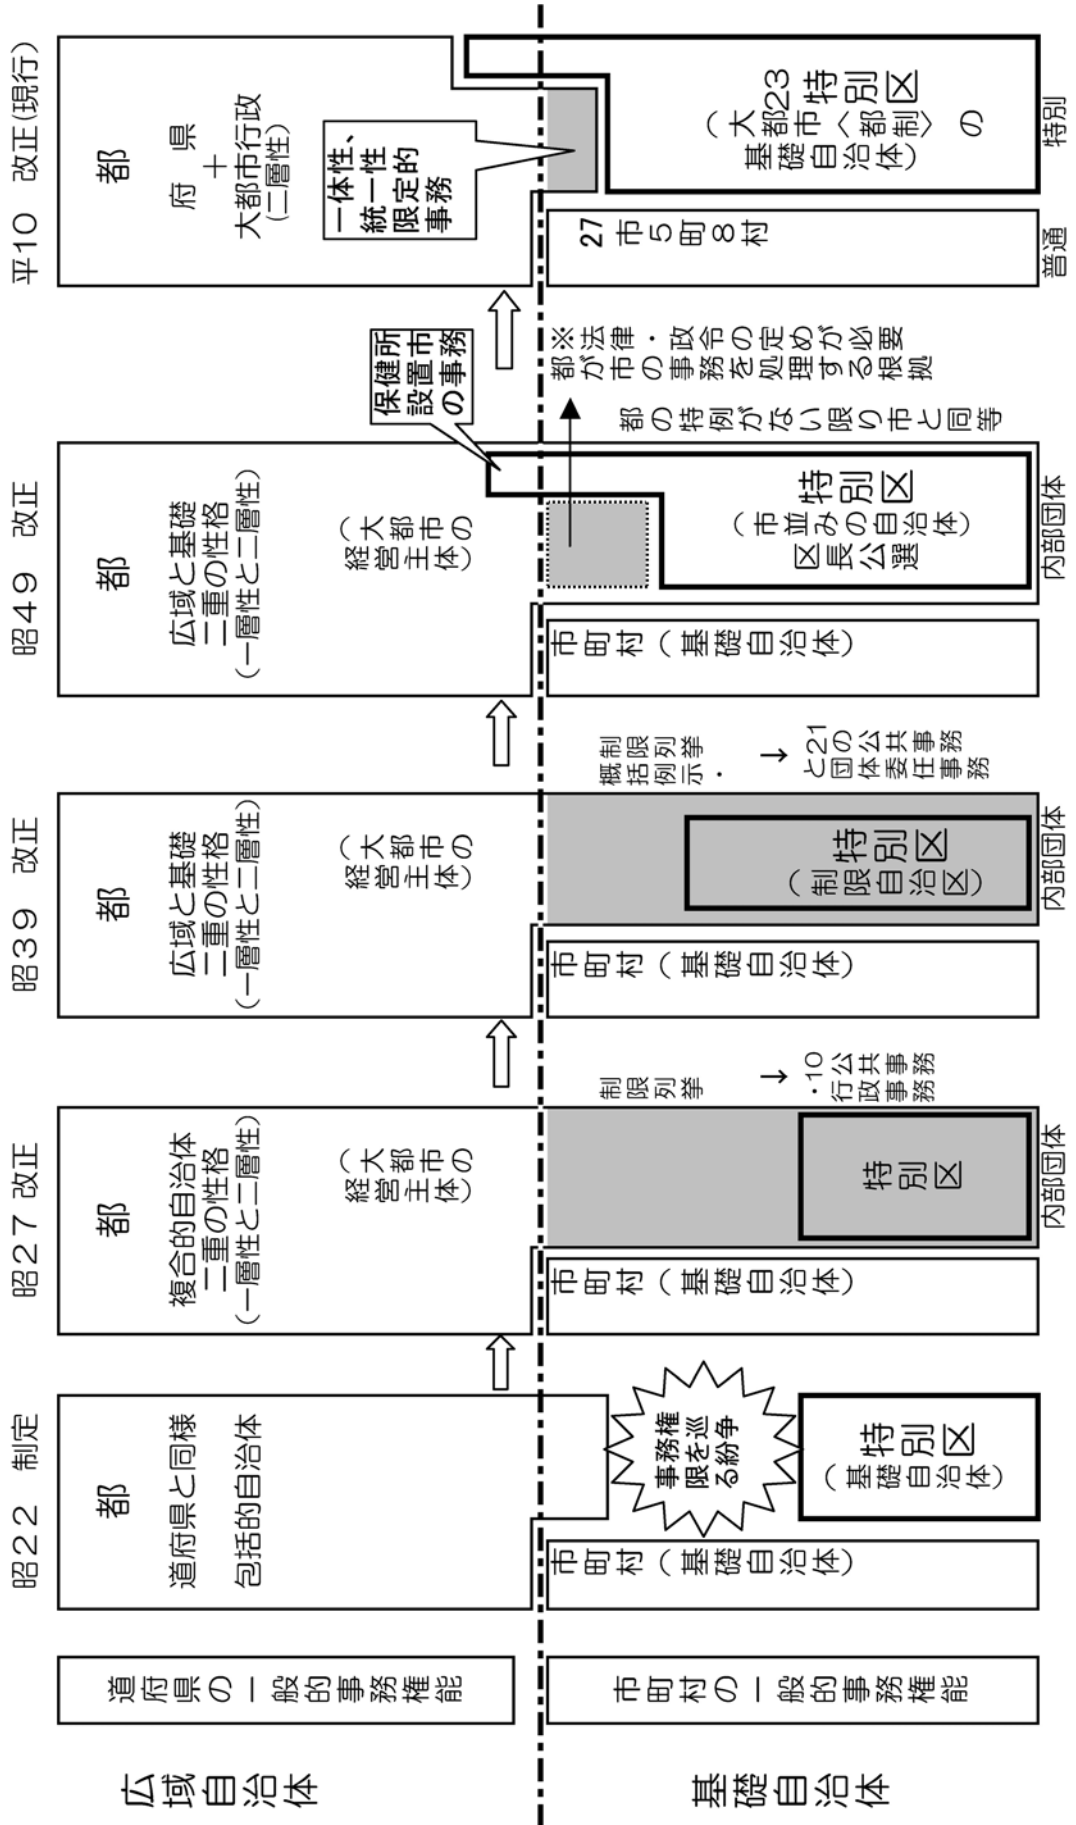 広域自治体
基礎自治体
道府県の一般的事務権能
市町村の一般的事務権能
昭22 制定
都
道府県と同様
包括的自治体
事務権
限を巡
る紛争
市町村（基礎自治体）
特別区
（基礎自治体）
昭27 改正
都
複合的自治体
二重の性格
(一層性と二層性)
（大都市の
経営主体）
市町村（基礎自治体）
特別区
内部団体
制限列挙
→
・10公共事務
行政事務
昭39 改正
都
広域と基礎
二重の性格
(一層性と二層性)
（大都市の
経営主体）
市町村（基礎自治体）
特別区
（制限自治区）
内部団体
概括例示・
制限列挙
→
21の公共事務
と団体委任事務
昭49 改正
都
広域と基礎
二重の性格
(一層性と二層性)
（大都市の
経営主体）
保健所
設置市
の事務
市町村（基礎自治体）
特別区
（市並みの自治体）
区長公選
内部団体
※法律・政令の定めが必要
都が市の事務を処理する根拠
都の特例がない限り市と同等
平10 改正(現行)
都
府県
＋
大都市行政
(二層性)
一体性、
統一性
限定的
事務
27市5町8村
普通
23特別区
（大都市〈都制〉の
基礎自治体）
特別